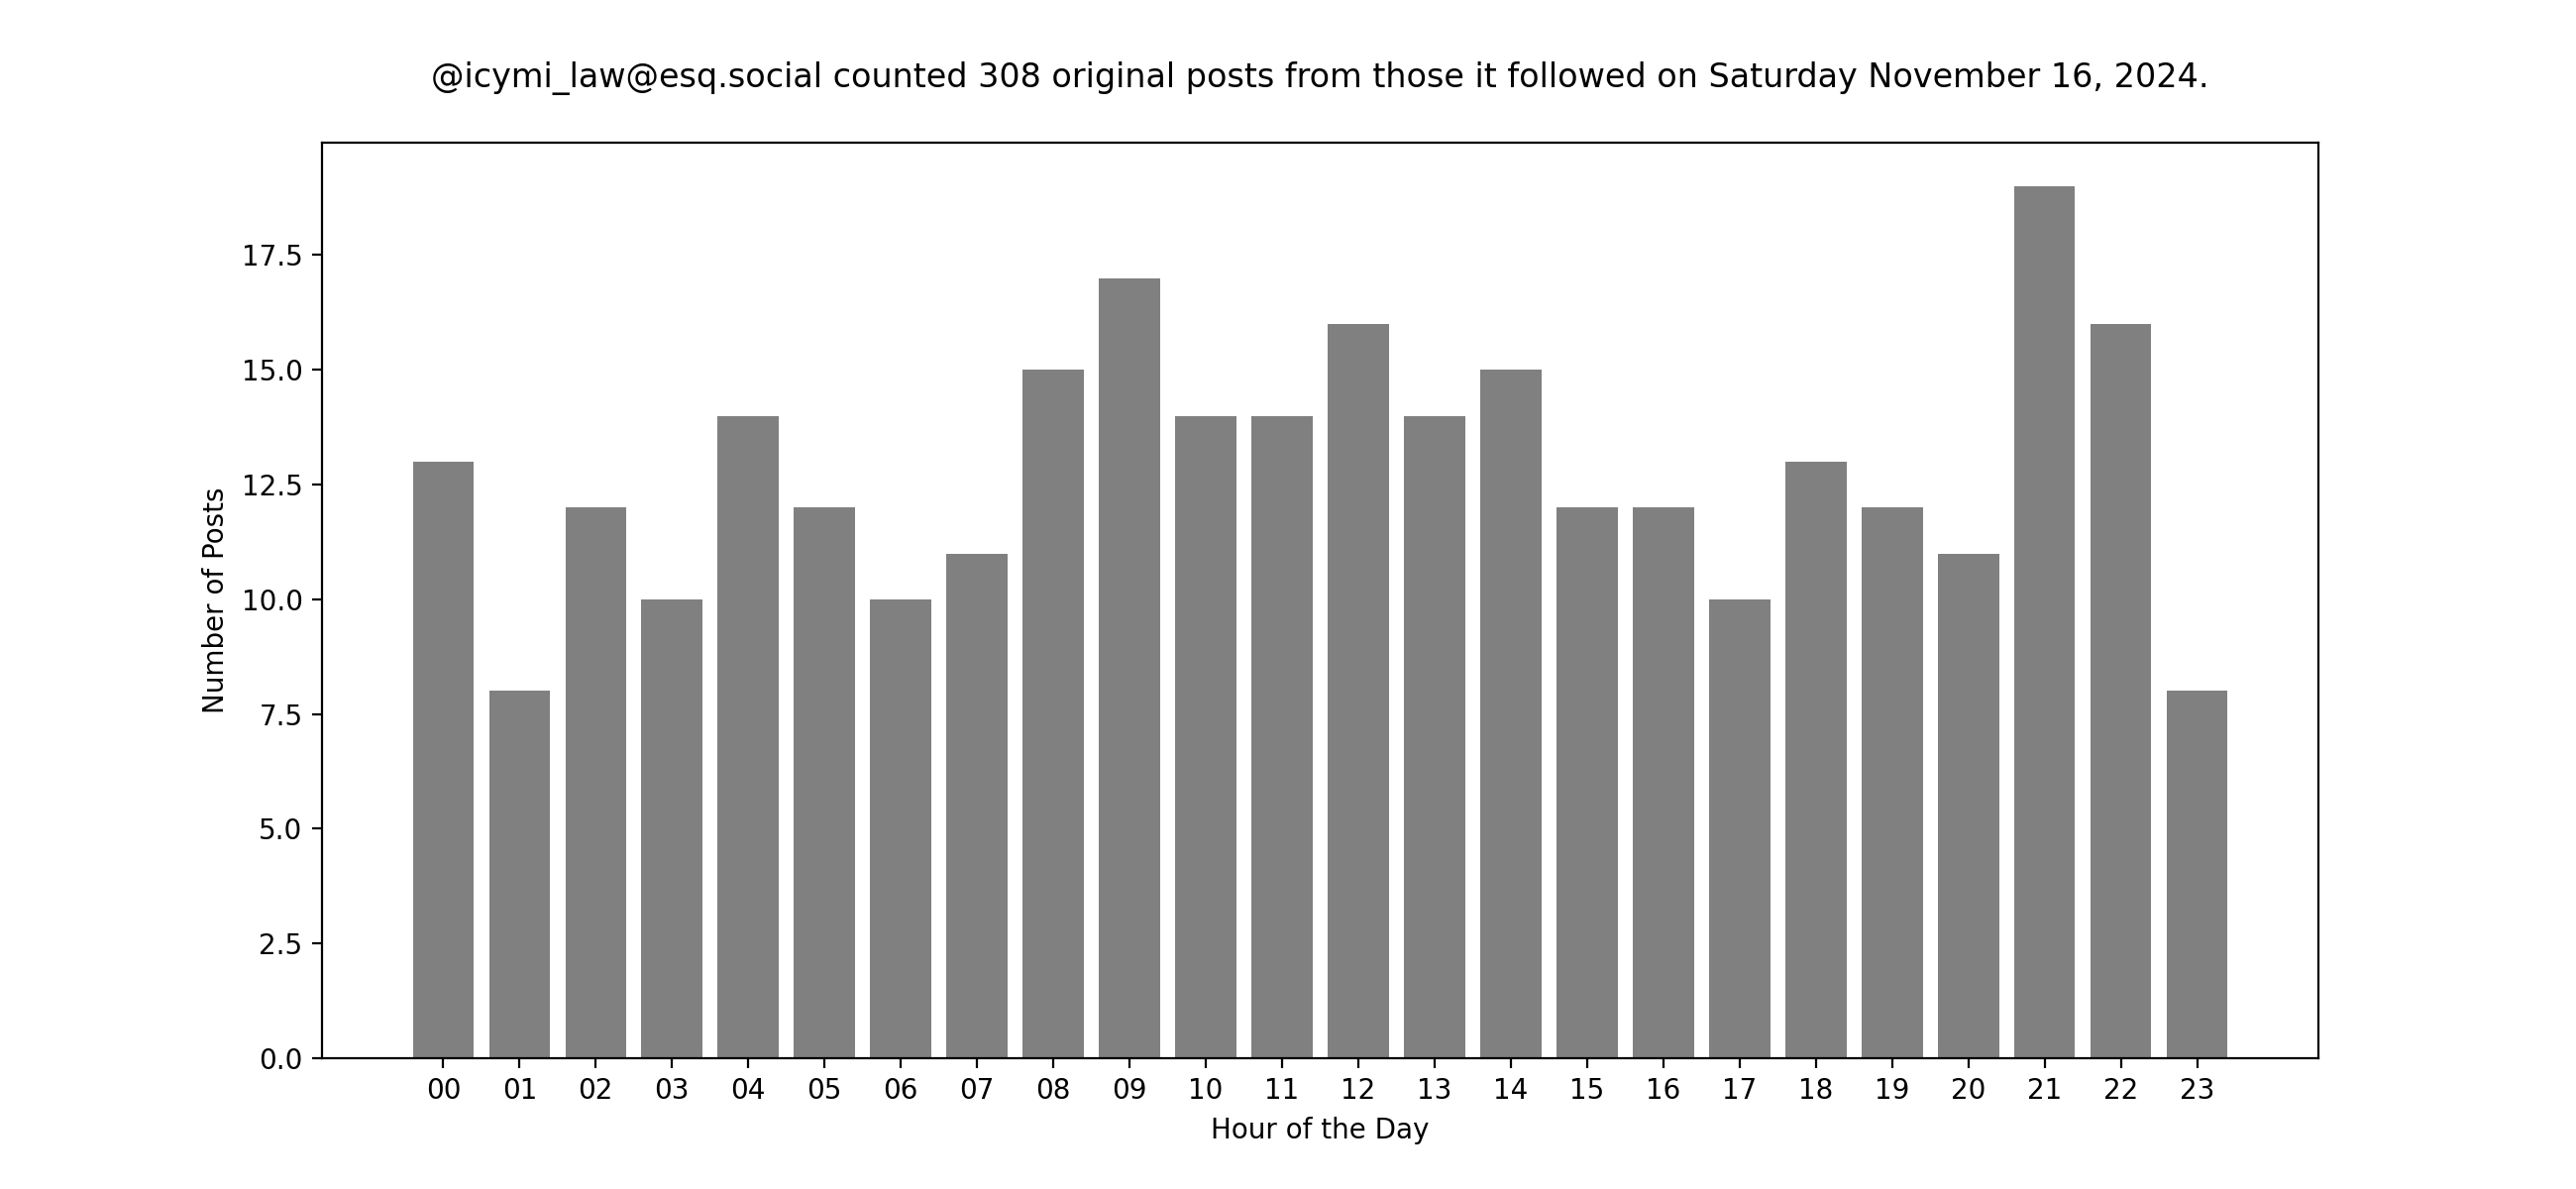 @icymi_law@esq.social counted 308 original posts from those it followed on Saturday November 16, 2024.
17.5
15.0
12.5
10.0
7.5
5.0
2.5
0.0
Number of Posts
00 01 02 03 04 05 06 07 08 09 10 11 12 13 14 15 16 17 18 19 20 21 22 23
Hour of the Day